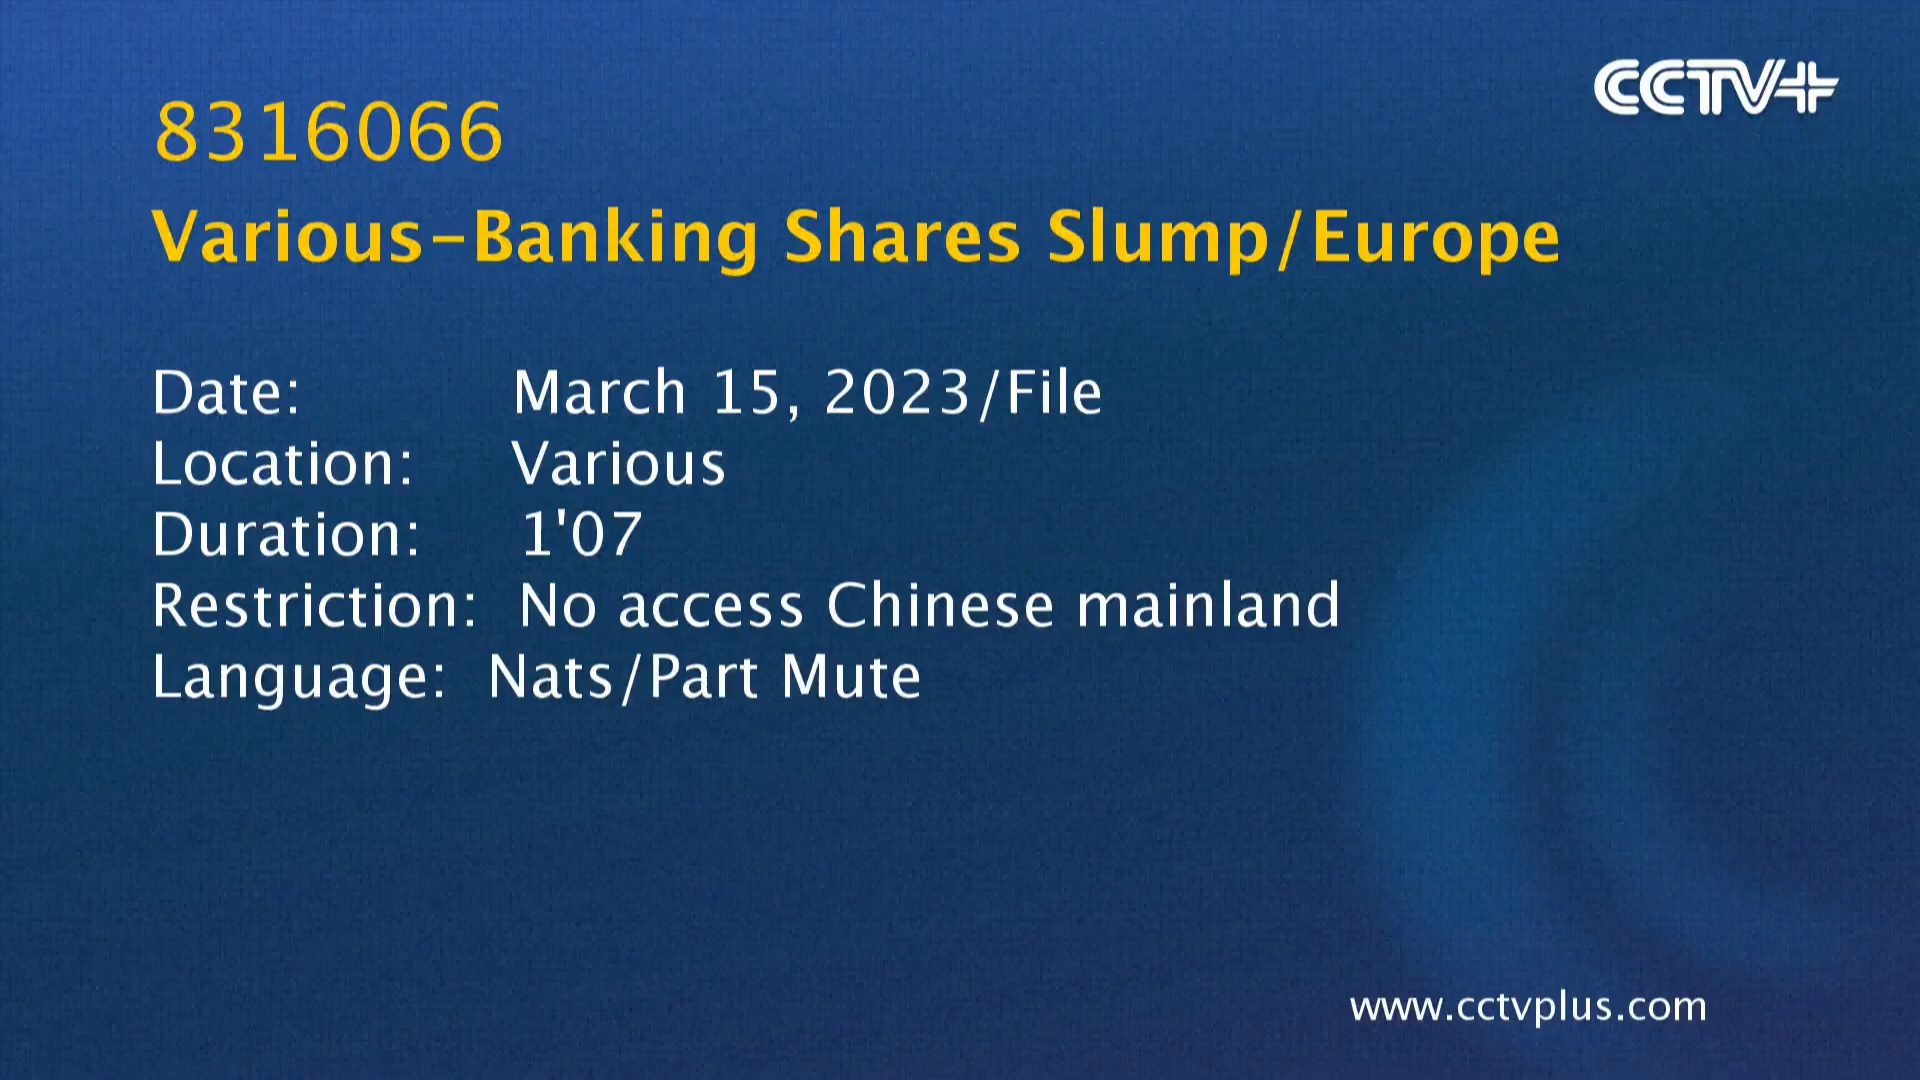 CCTV+
8316066
Various-Banking Shares Slump/Europe
Date: March 15, 2023/File
Location: Various
Duration: 1'07
Restriction: No access Chinese mainland
Language: Nats/Part Mute
www.cctvplus.com